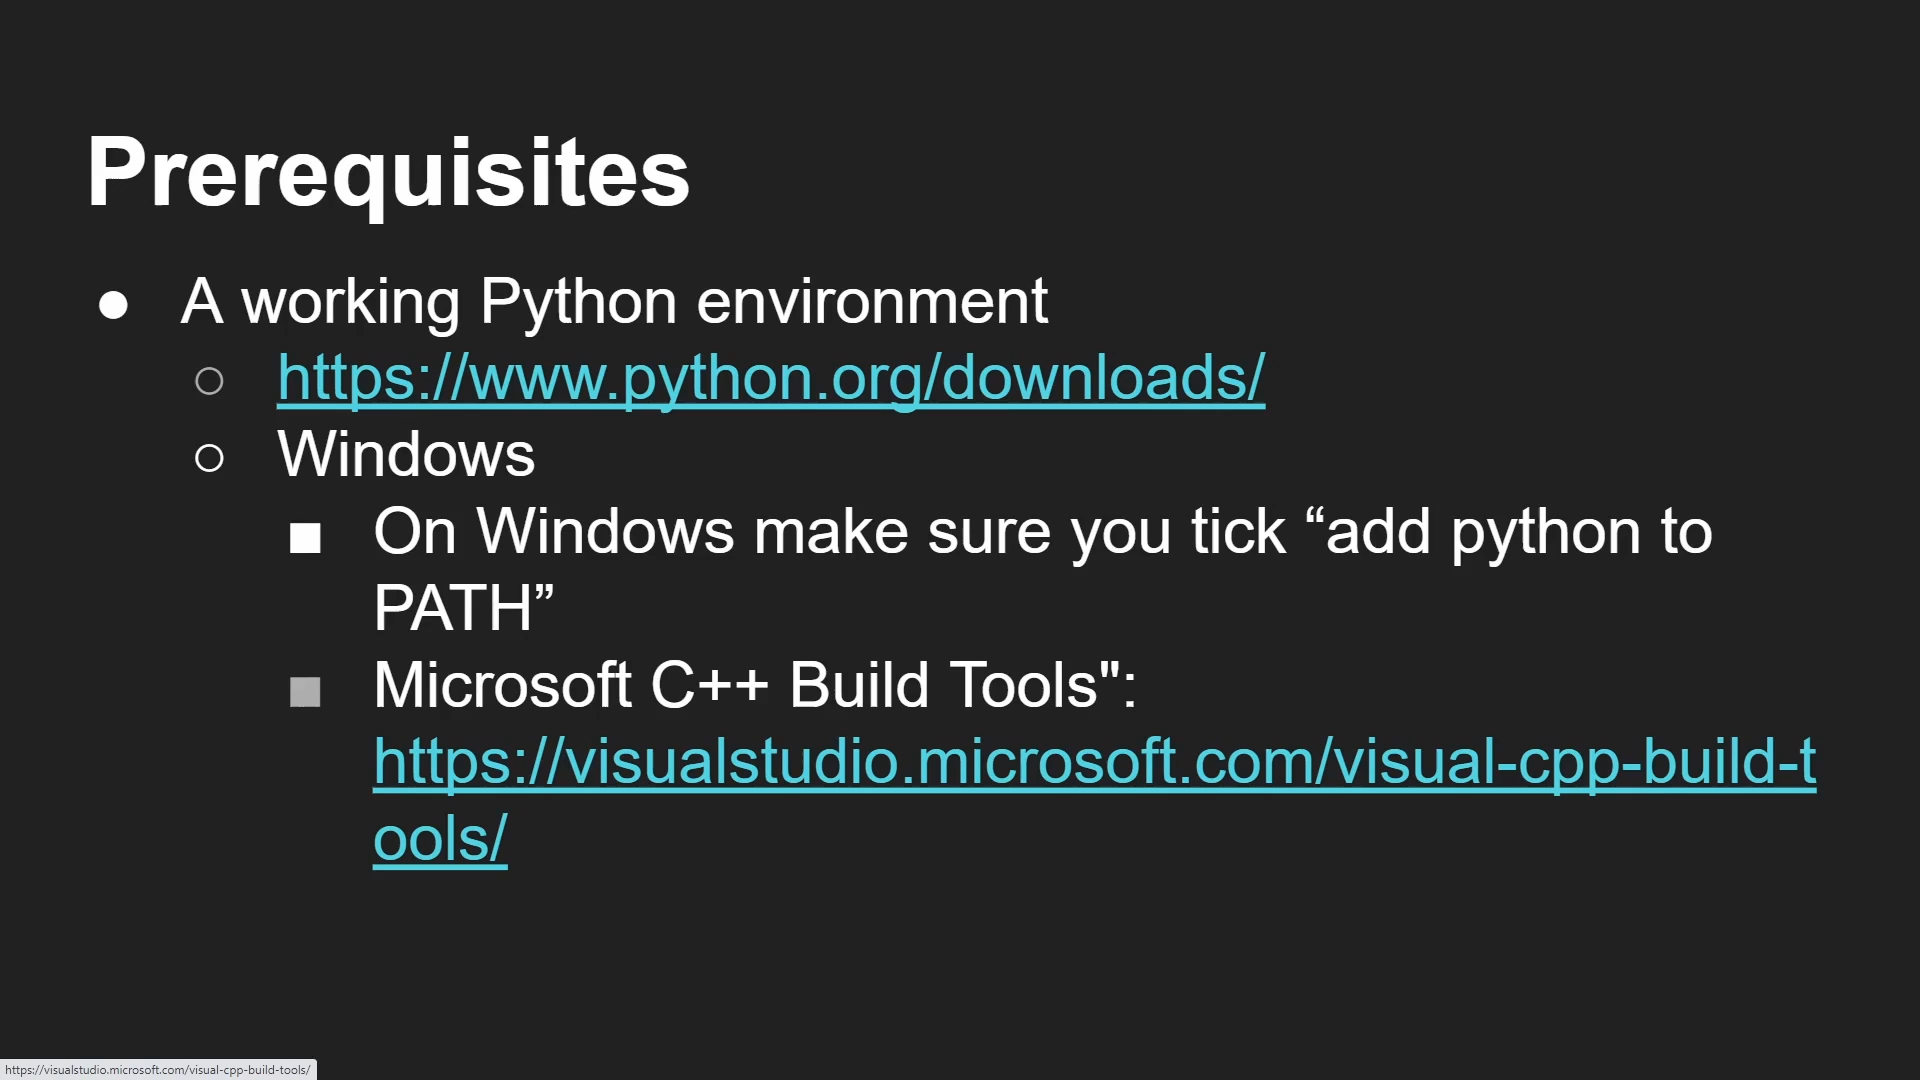 Prerequisites
● A working Python environment
○ https://www.python.org/downloads/
○ Windows
■ On Windows make sure you tick “add python to
PATH”
■ Microsoft C++ Build Tools":
https://visualstudio.microsoft.com/visual-cpp-build-t
ools/
https://visualstudio.microsoft.com/visual-cpp-build-tools/